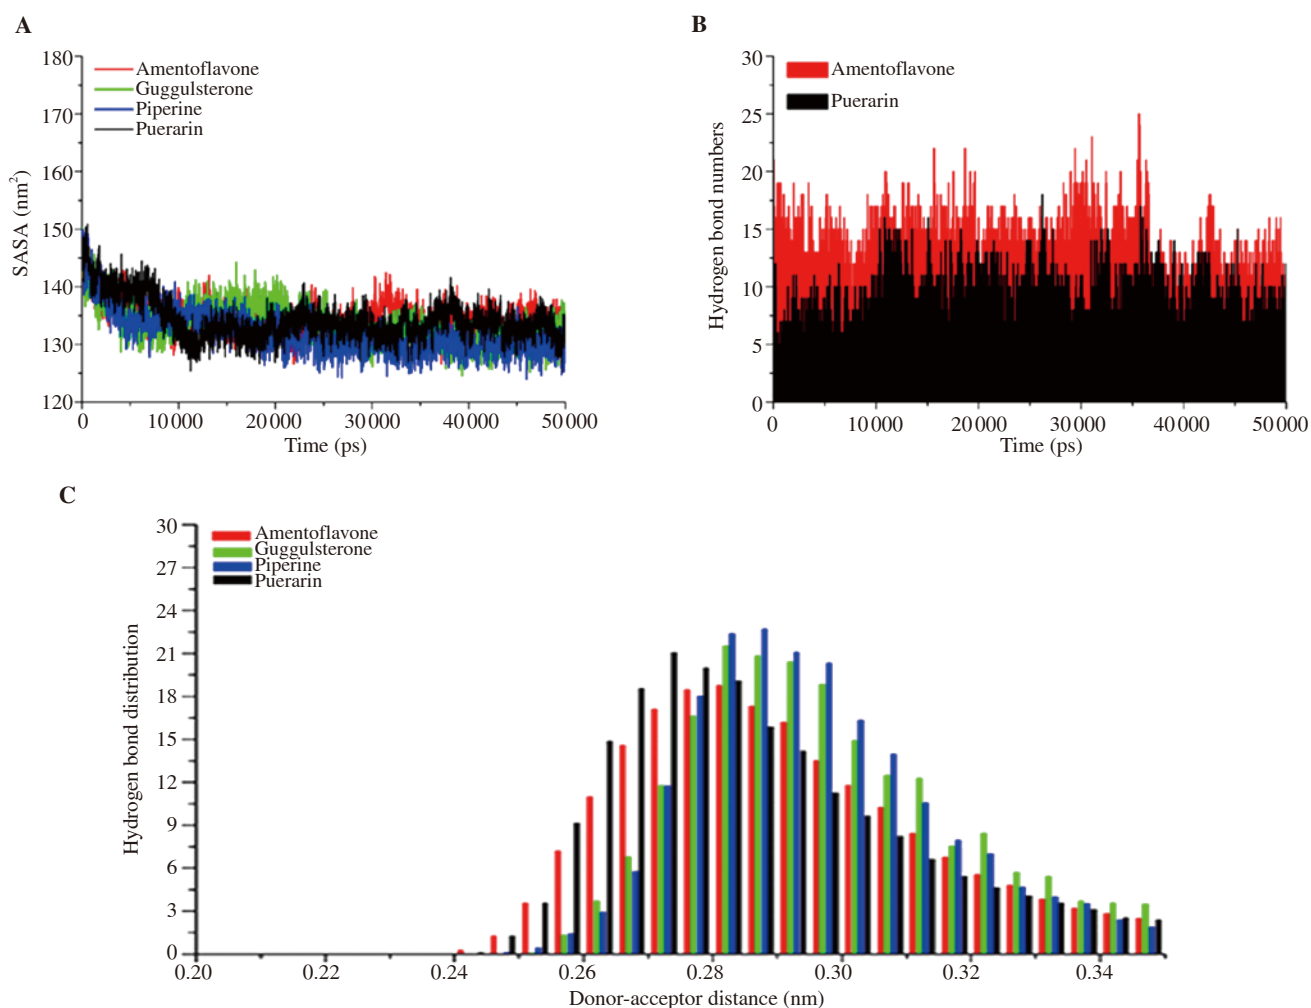 A
180
170
160
150
140
130
120
SASA (nm²)
Amentoflavone
Guggulsterone
Piperine
Puerarin
0 10000 20000 30000 40000 50000
Time (ps)
B
30
25
20
15
10
5
0
Hydrogen bond numbers
Amentoflavone
Puerarin
0 10000 20000 30000 40000 50000
Time (ps)
C
30
27
24
21
18
15
12
9
6
3
0
Hydrogen bond distribution
Amentoflavone
Guggulsterone
Piperine
Puerarin
0.20 0.22 0.24 0.26 0.28 0.30 0.32 0.34
Donor-acceptor distance (nm)